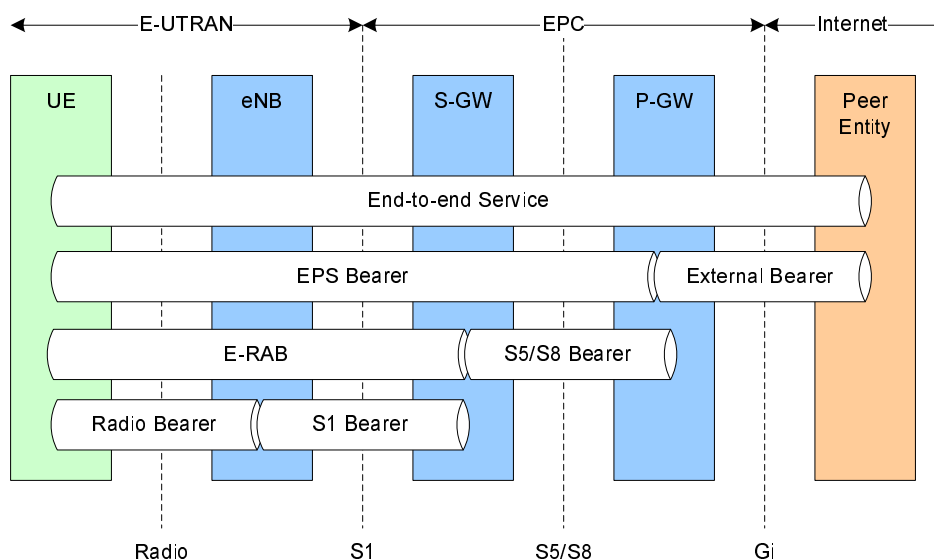 E-UTRAN EPC Internet
UE eNB S-GW P-GW Peer
Entity
End-to-end Service
EPS Bearer External Bearer
E-RAB S5/S8 Bearer
Radio Bearer S1 Bearer
Radio S1 S5/S8 Gi